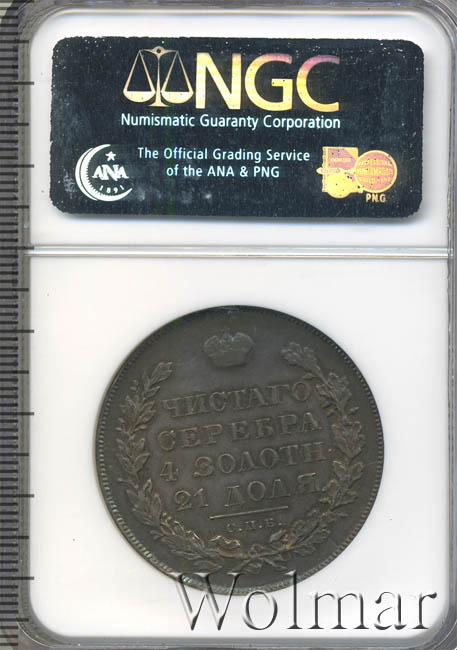 NGC
Numismatic Guaranty Corporation
The Official Grading Service
of the ANA & PNG
ANA
1891
P.N.G.
ЧИСТАГО
СЕРЕБРА
4 ЗОЛОТН.
21 ДОЛЯ
С.П.Б.
Wolmar